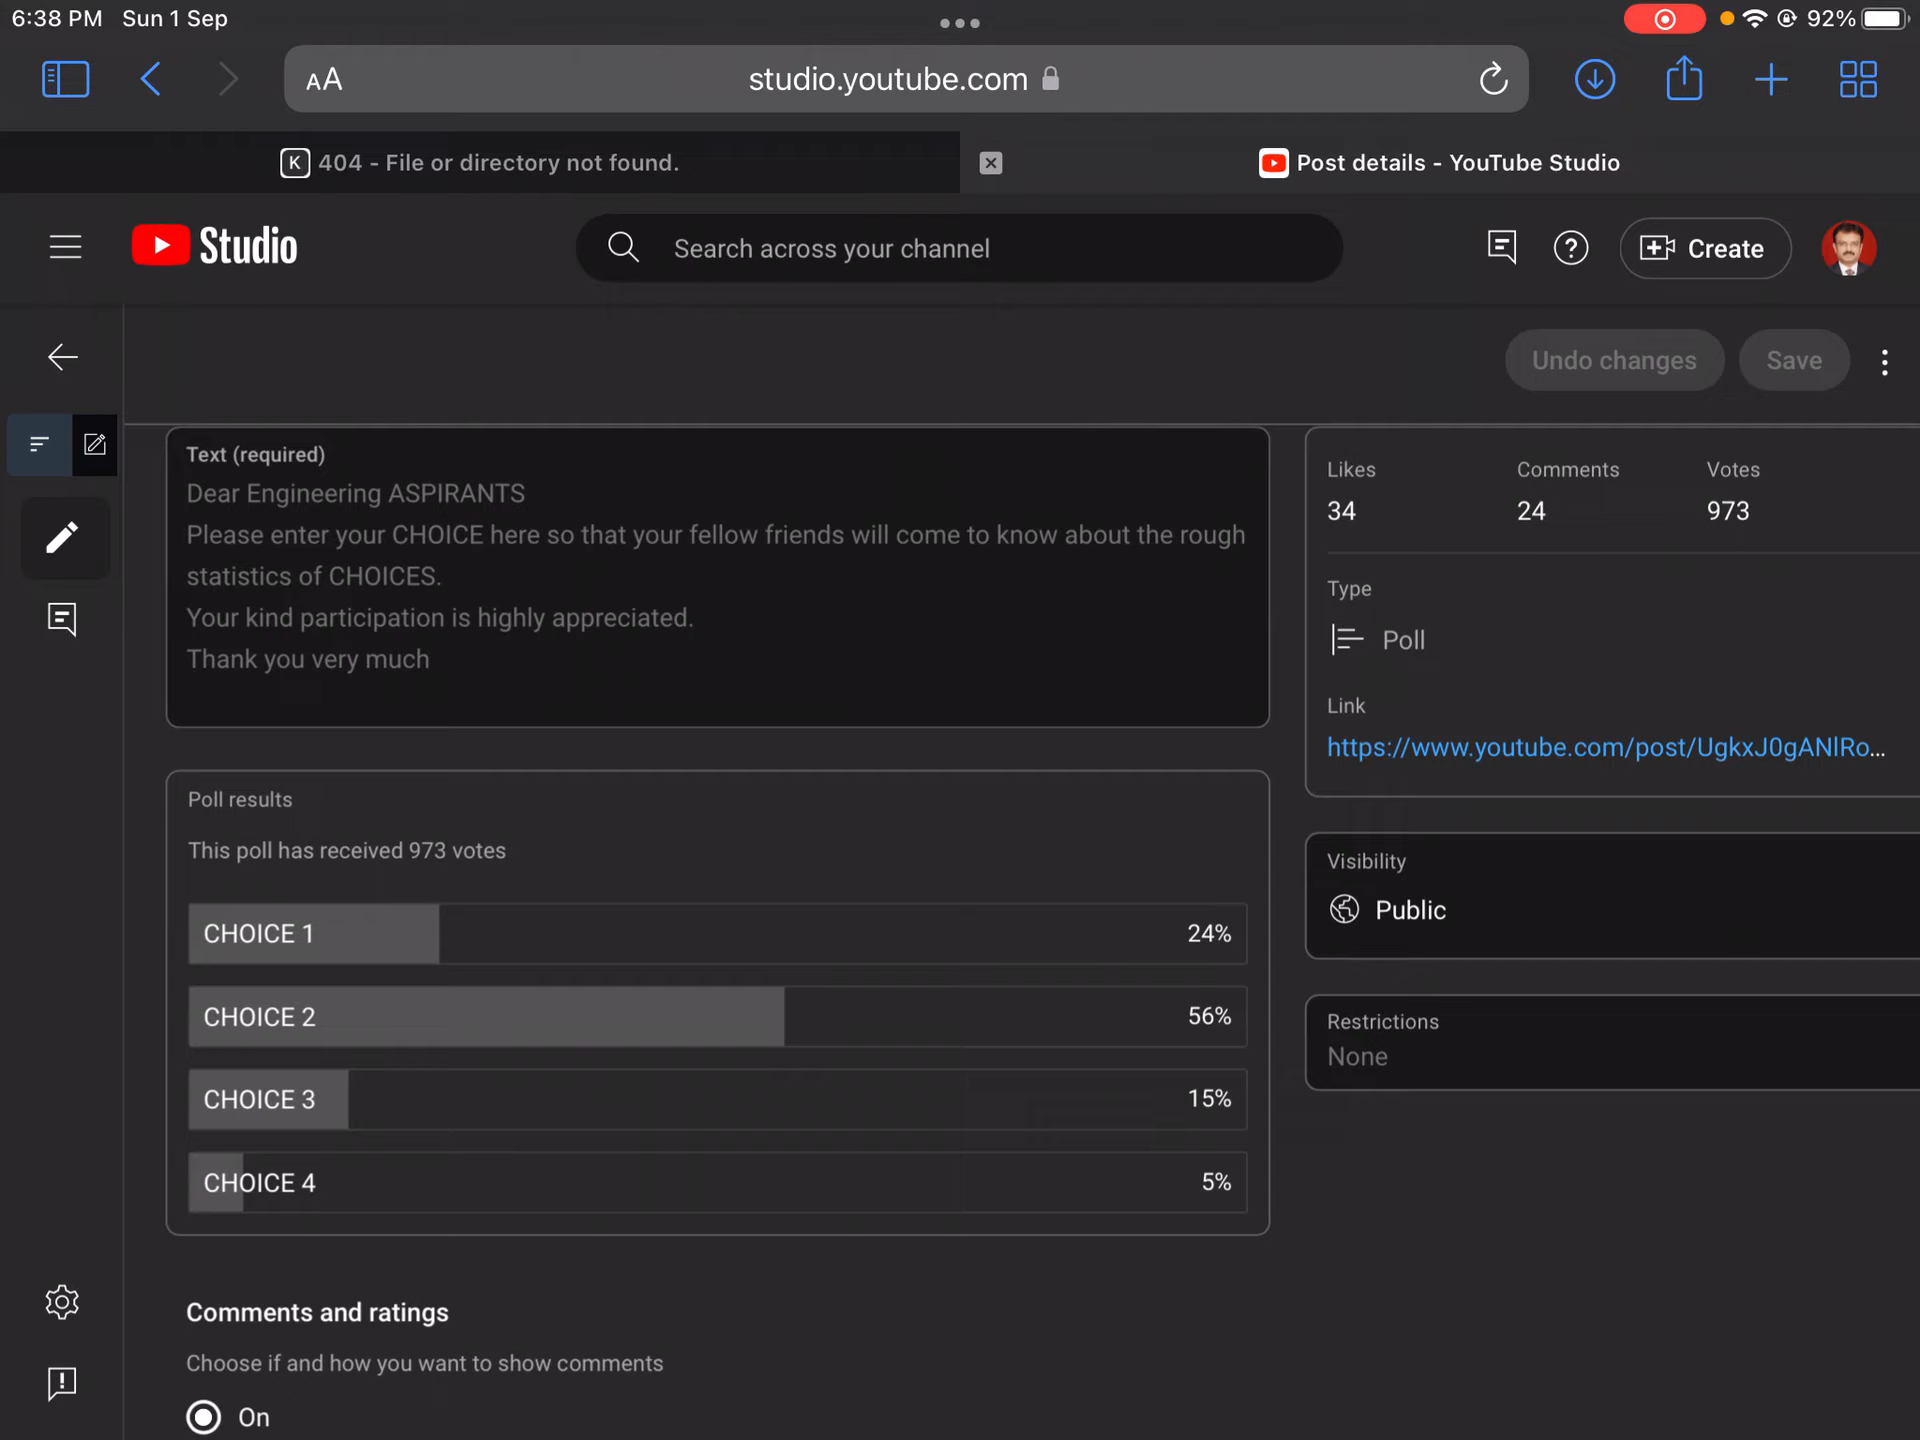 6:38 PM Sun 1 Sep
92%
AA
studio.youtube.com
K 404 - File or directory not found.
Post details - YouTube Studio
Studio
Search across your channel
Create
Undo changes
Save
Text (required)
Dear Engineering ASPIRANTS
Please enter your CHOICE here so that your fellow friends will come to know about the rough
statistics of CHOICES.
Your kind participation is highly appreciated.
Thank you very much
Likes Comments Votes
34 24 973
Type
Poll
Link
https://www.youtube.com/post/UgkxJ0gANlRo...
Poll results
This poll has received 973 votes
CHOICE 1 24%
CHOICE 2 56%
CHOICE 3 15%
CHOICE 4 5%
Visibility
Public
Restrictions
None
Comments and ratings
Choose if and how you want to show comments
On